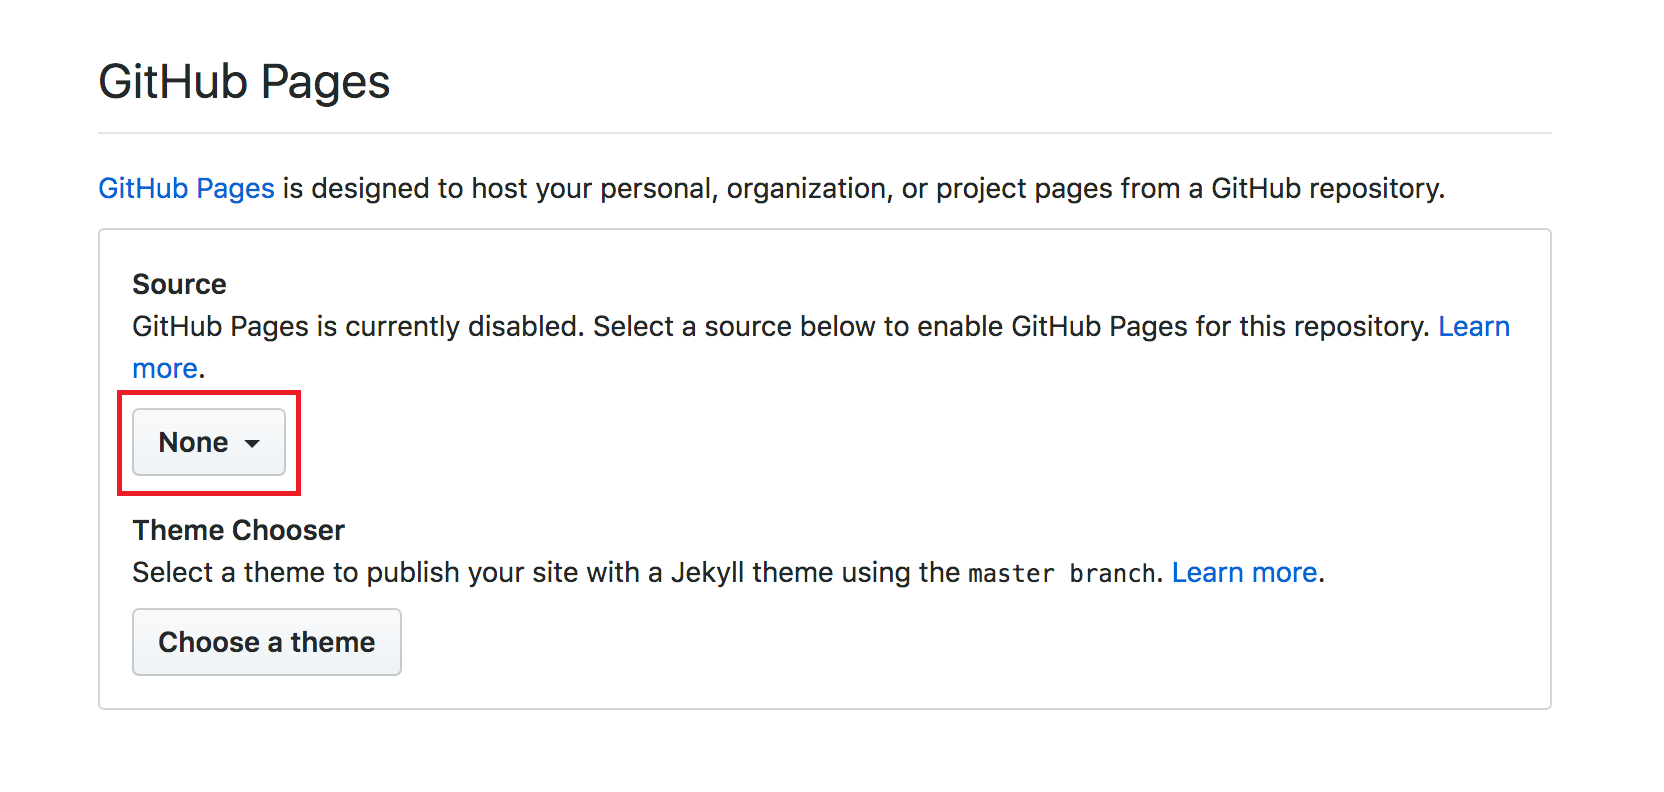 GitHub Pages
GitHub Pages is designed to host your personal, organization, or project pages from a GitHub repository.
Source
GitHub Pages is currently disabled. Select a source below to enable GitHub Pages for this repository. Learn
more.
None
Theme Chooser
Select a theme to publish your site with a Jekyll theme using the master branch. Learn more.
Choose a theme